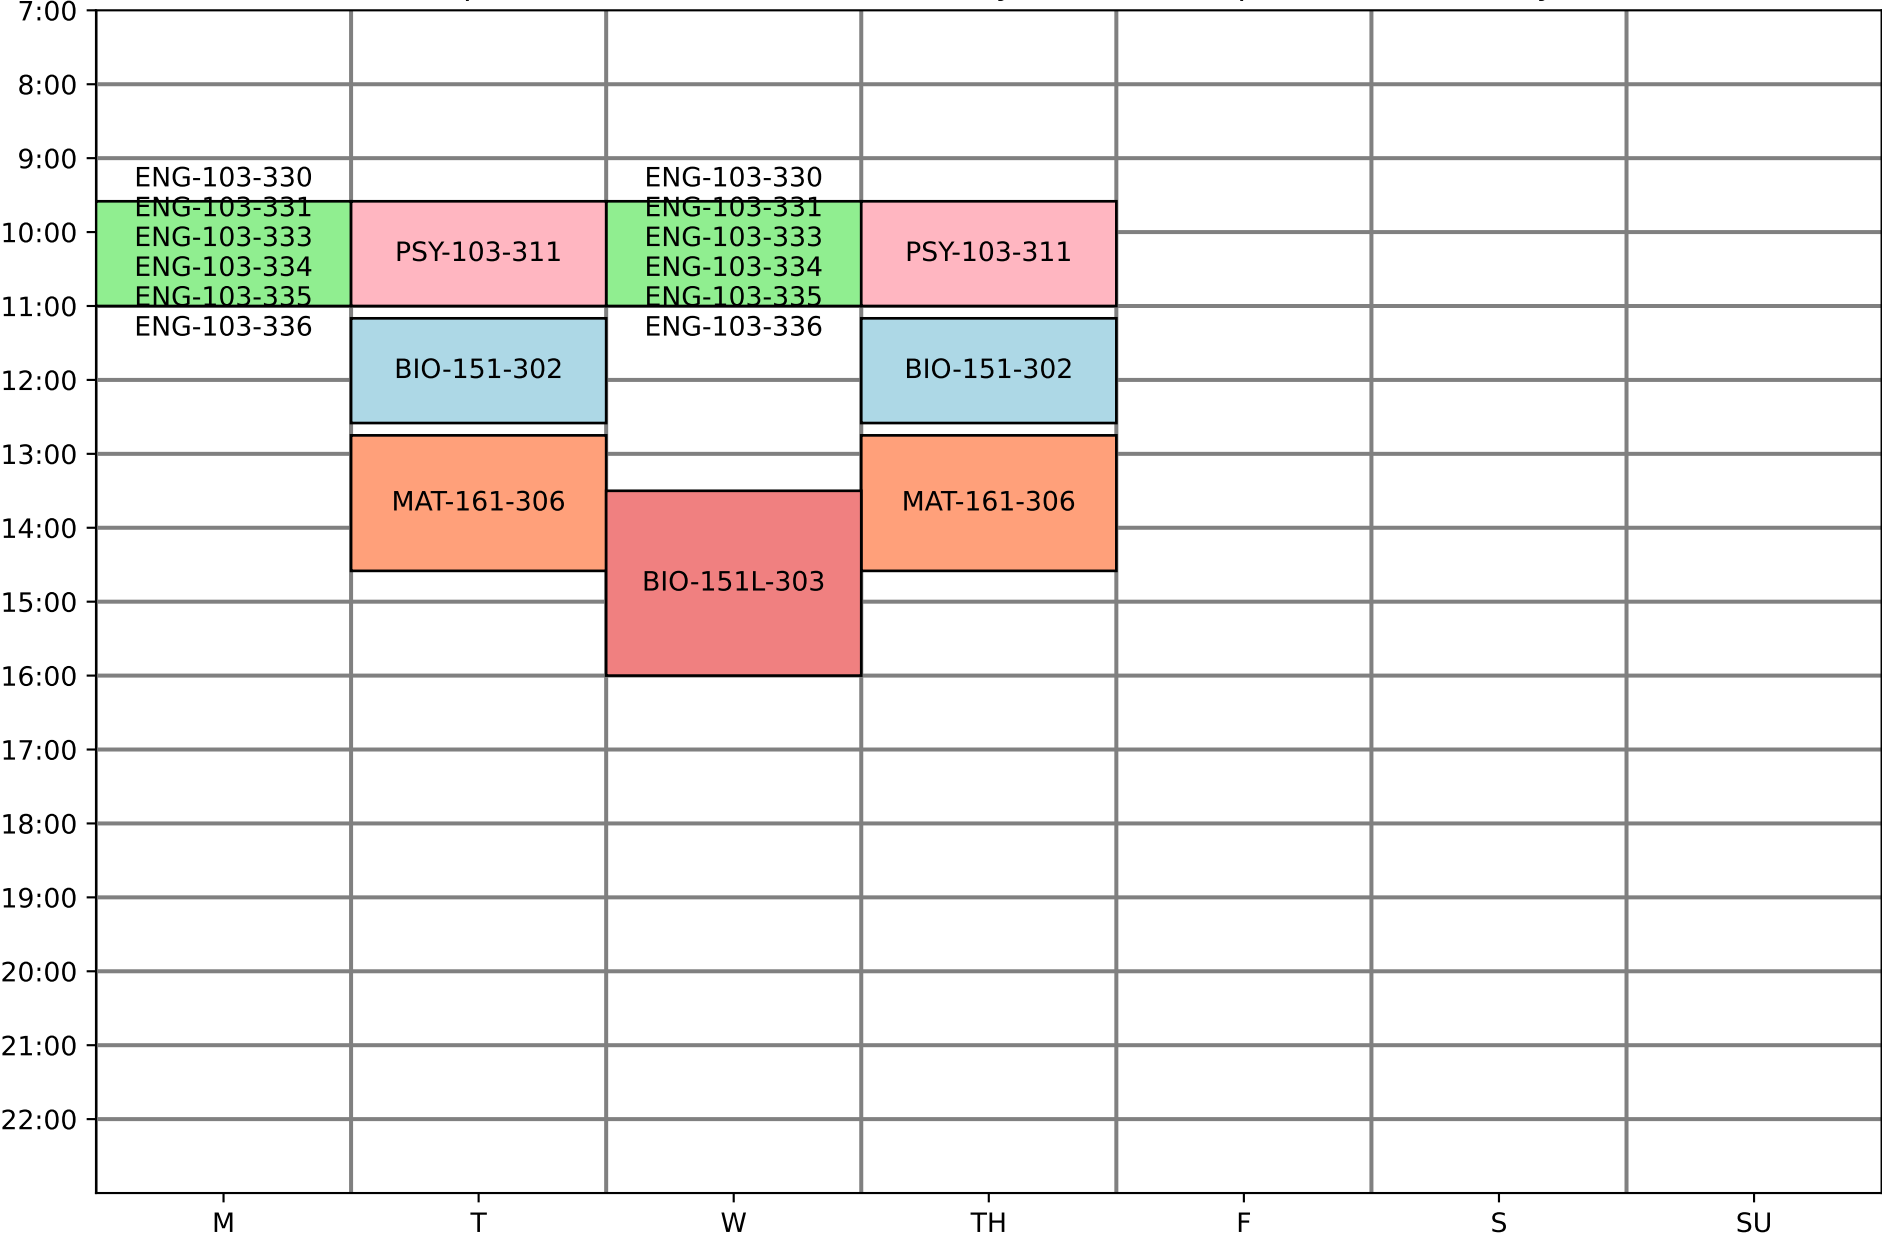 7:00
8:00
9:00
10:00
11:00
12:00
13:00
14:00
15:00
16:00
17:00
18:00
19:00
20:00
21:00
22:00
ENG-103-330
ENG-103-331
ENG-103-333
ENG-103-334
ENG-103-335
ENG-103-336
PSY-103-311
BIO-151-302
MAT-161-306
ENG-103-330
ENG-103-331
ENG-103-333
ENG-103-334
ENG-103-335
ENG-103-336
BIO-151L-303
PSY-103-311
BIO-151-302
MAT-161-306
M T W TH F S SU